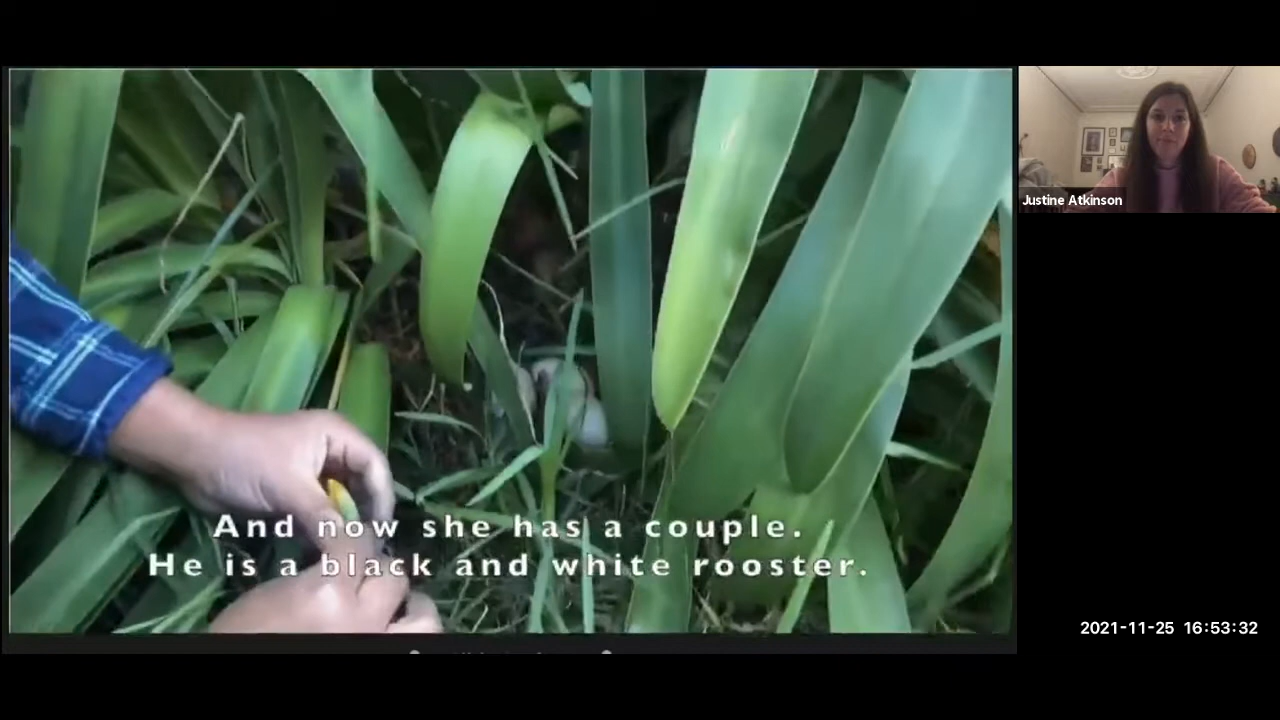 And now she has a couple.
He is a black and white rooster.
Justine Atkinson
2021-11-25 16:53:32